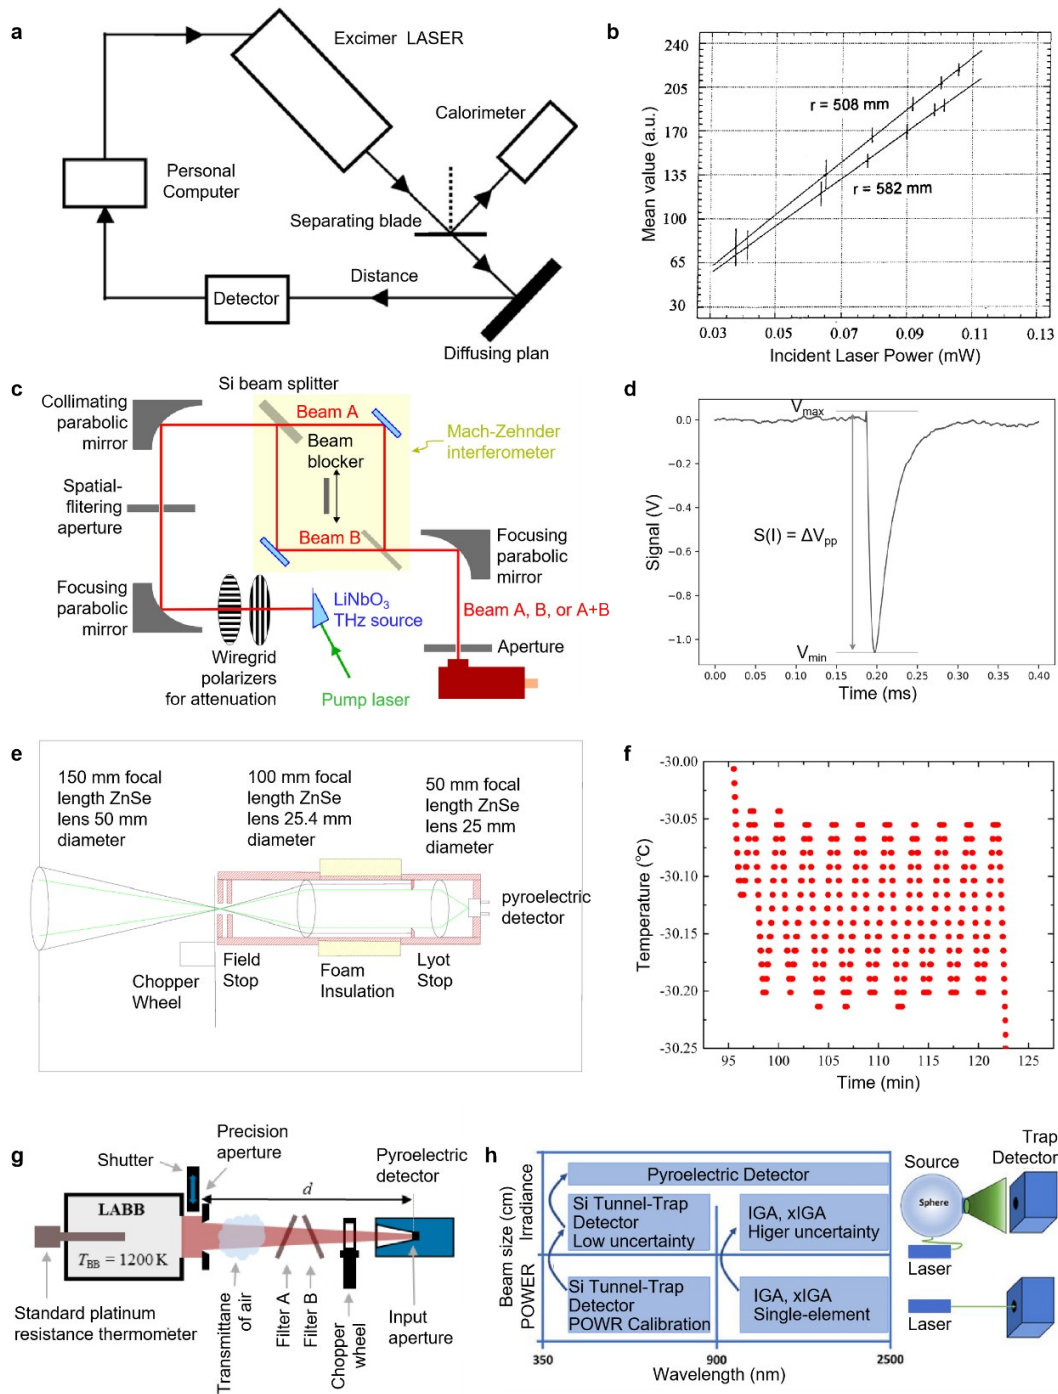 a
Excimer LASER
Calorimeter
Personal
Computer
Separating blade
Distance
Detector
Diffusing plan
b
240
205
170
135
100
65
30
Mean value (a.u.)
r = 508 mm
r = 582 mm
0.03
0.05
0.07
0.09
0.11
0.13
Incident Laser Power (mW)
c
Si beam splitter
Collimating
parabolic
mirror
Beam A
Beam
blocker
Mach-Zehnder
interferometer
Spatial-
flitering
aperture
Beam B
Focusing
parabolic
mirror
Focusing
parabolic
mirror
LiNbO3
THz source
Beam A, B, or A+B
Wiregrid
polarizers
for attenuation
Aperture
Pump laser
d
Vmax
0.0
-0.2
-0.4
-0.6
-0.8
-1.0
Signal (V)
S(I) = ΔVpp
Vmin
0.00
0.05
0.10
0.15
0.20
0.25
0.30
0.35
0.40
Time (ms)
e
150 mm focal
length ZnSe
lens 50 mm
diameter
100 mm focal
length ZnSe
lens 25.4 mm
diameter
50 mm focal
length ZnSe
lens 25 mm
diameter
pyroelectric
detector
Chopper
Wheel
Field
Stop
Foam
Insulation
Lyot
Stop
f
-30.00
-30.05
-30.10
-30.15
-30.20
-30.25
Temperature (°C)
95
100
105
110
115
120
125
Time (min)
g
Precision
aperture
Shutter
Pyroelectric
detector
d
LABB
TBB = 1200 K
Standard platinum
resistance thermometer
Transmittane
of air
Filter A
Filter B
Chopper
wheel
Input
aperture
h
Beam size (cm)
POWER Irradiance
Pyroelectric Detector
Si Tunnel-Trap
Detector
Low uncertainty
IGA, xIGA
Higer uncertainty
Si Tunnel-Trap
Detector
POWR Calibration
IGA, xIGA
Single-element
350
900
2500
Wavelength (nm)
Source
Trap
Detector
Sphere
Laser
Laser